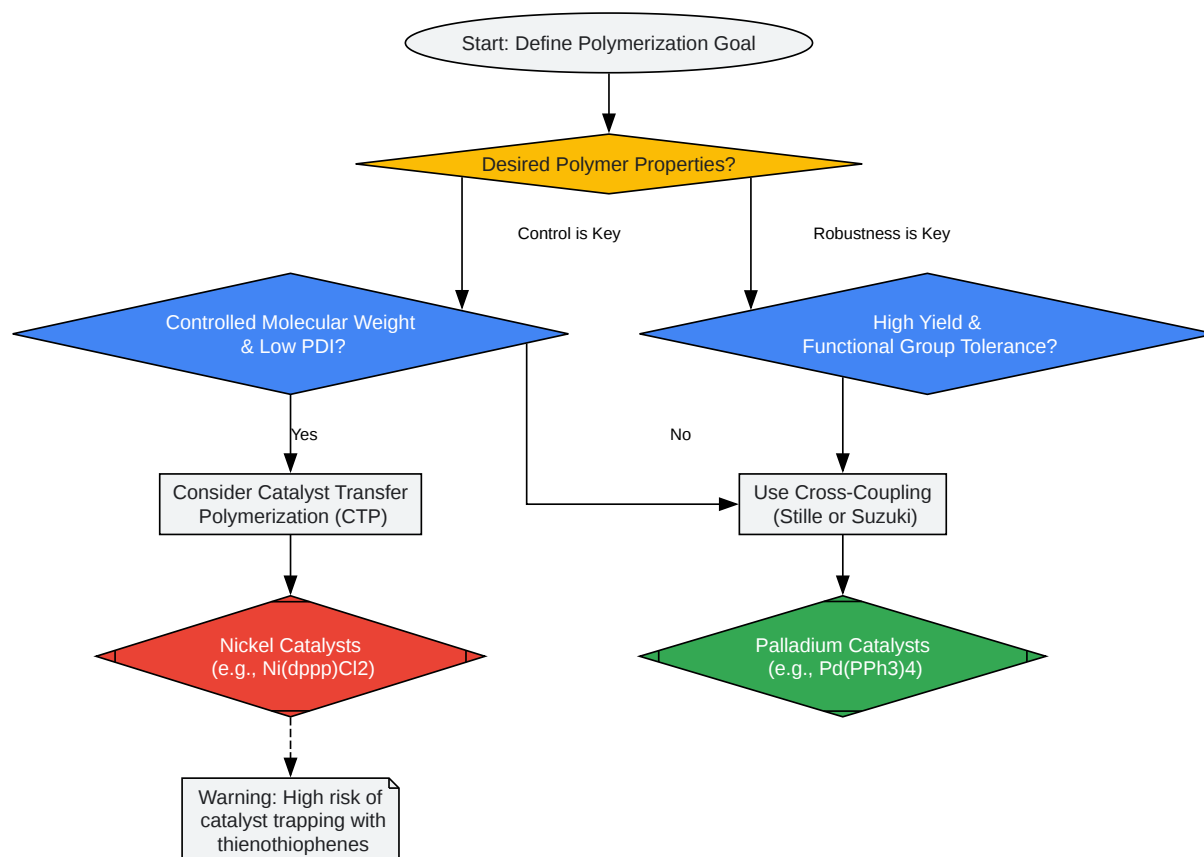 Start: Define Polymerization Goal
Desired Polymer Properties?
Control is Key
Robustness is Key
Controlled Molecular Weight
& Low PDI?
High Yield &
Functional Group Tolerance?
Yes
No
Consider Catalyst Transfer
Polymerization (CTP)
Use Cross-Coupling
(Stille or Suzuki)
Nickel Catalysts
(e.g., Ni(dppp)Cl2)
Palladium Catalysts
(e.g., Pd(PPh3)4)
Warning: High risk of
catalyst trapping with
thienothiophenes